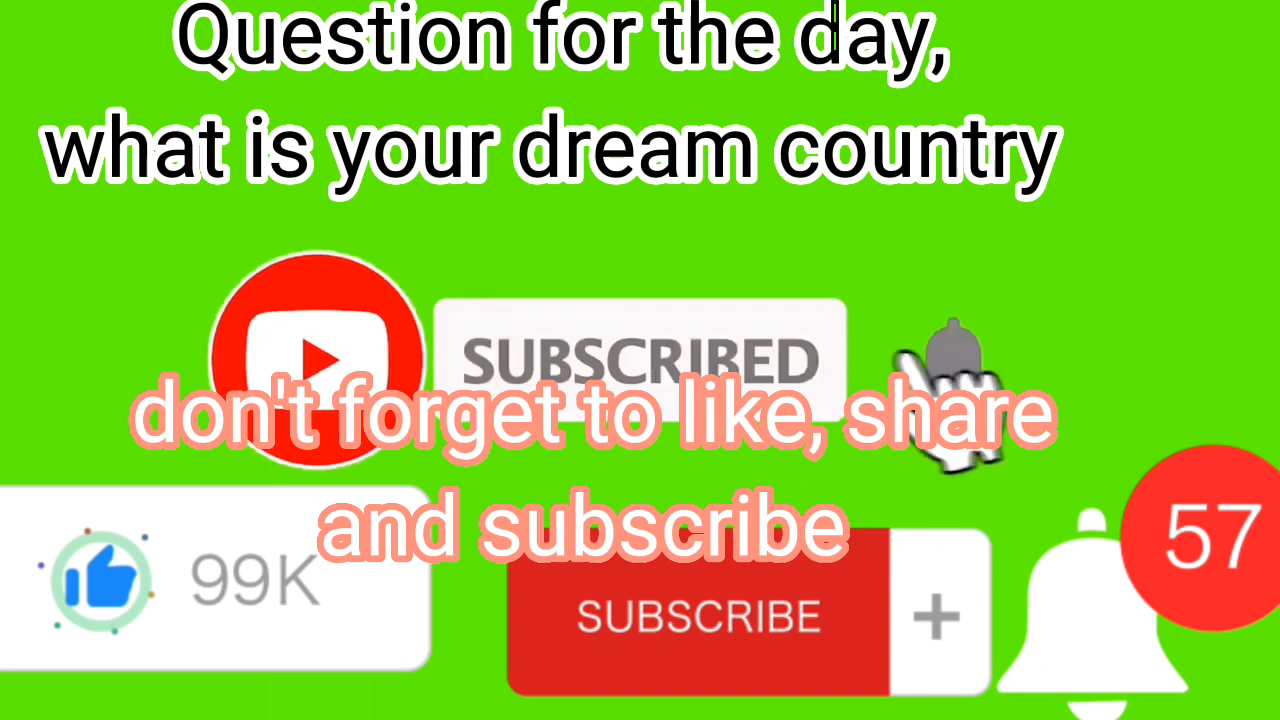 Question for the day,
what is your dream country
SUBSCRIBED
don't forget to like, share
and subscribe
57
99K
SUBSCRIBE +